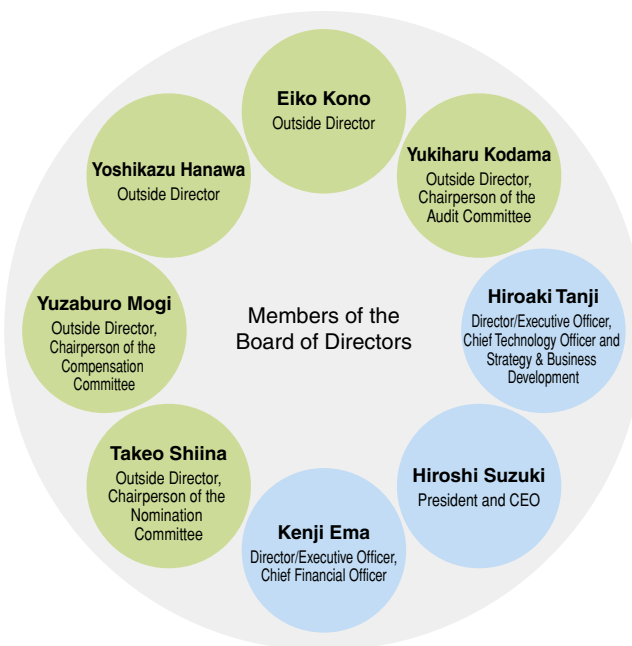 Eiko Kono
Outside Director
Yoshikazu Hanawa
Outside Director
Yukiharu Kodama
Outside Director,
Chairperson of the
Audit Committee
Yuzaburo Mogi
Outside Director,
Chairperson of the
Compensation
Committee
Members of the
Board of Directors
Hiroaki Tanji
Director/Executive Officer,
Chief Technology Officer and
Strategy & Business
Development
Takeo Shiina
Outside Director,
Chairperson of the
Nomination
Committee
Hiroshi Suzuki
President and CEO
Kenji Ema
Director/Executive Officer,
Chief Financial Officer